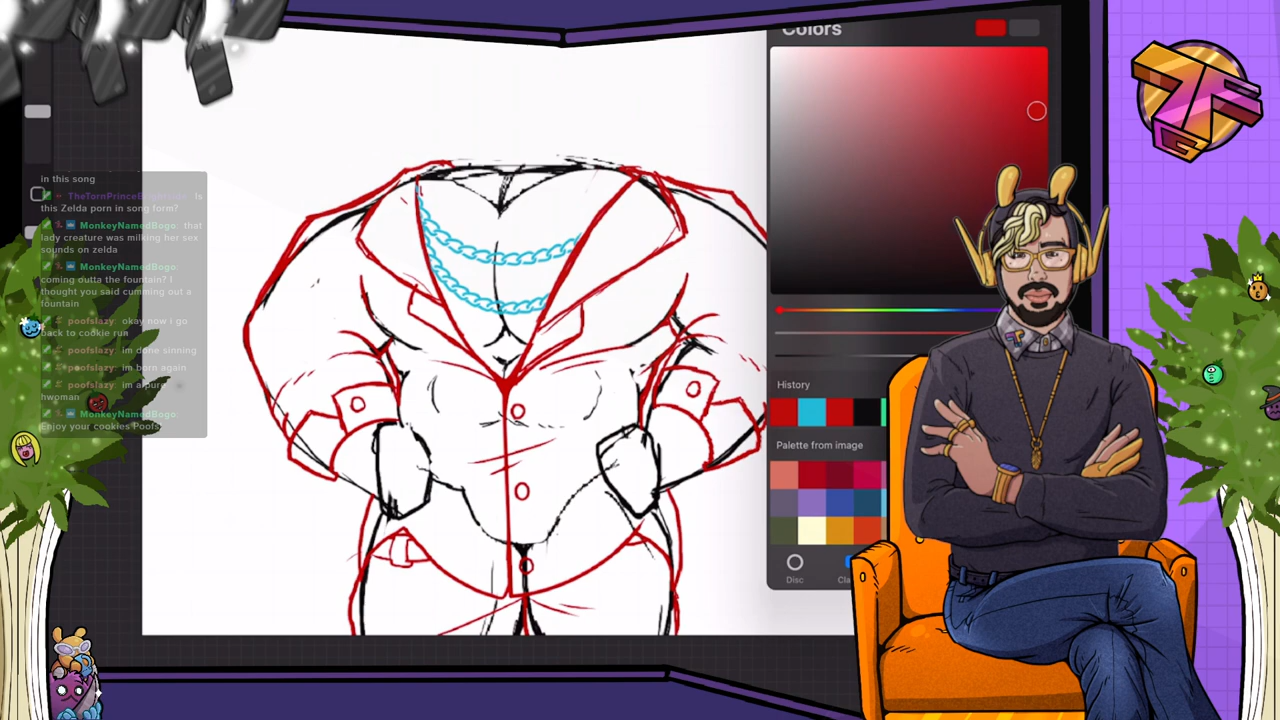 Colors
in this song
TheTornPrince Is
this Zelda porn in song form?
MonkeyNamedBogo: that
lady creature was milking her sex
sounds on zelda
MonkeyNamedBogo:
coming outta the fountain? I
thought you said cumming out a
fountain
poofslazy: okay now i go
back to cookie run
poofslazy: im done sinning
poofslazy: im born again
poofslazy: im a pure
hwoman
MonkeyNamedBogo:
Enjoy your cookies Poofs
History
Palette from image
Disc
Cla